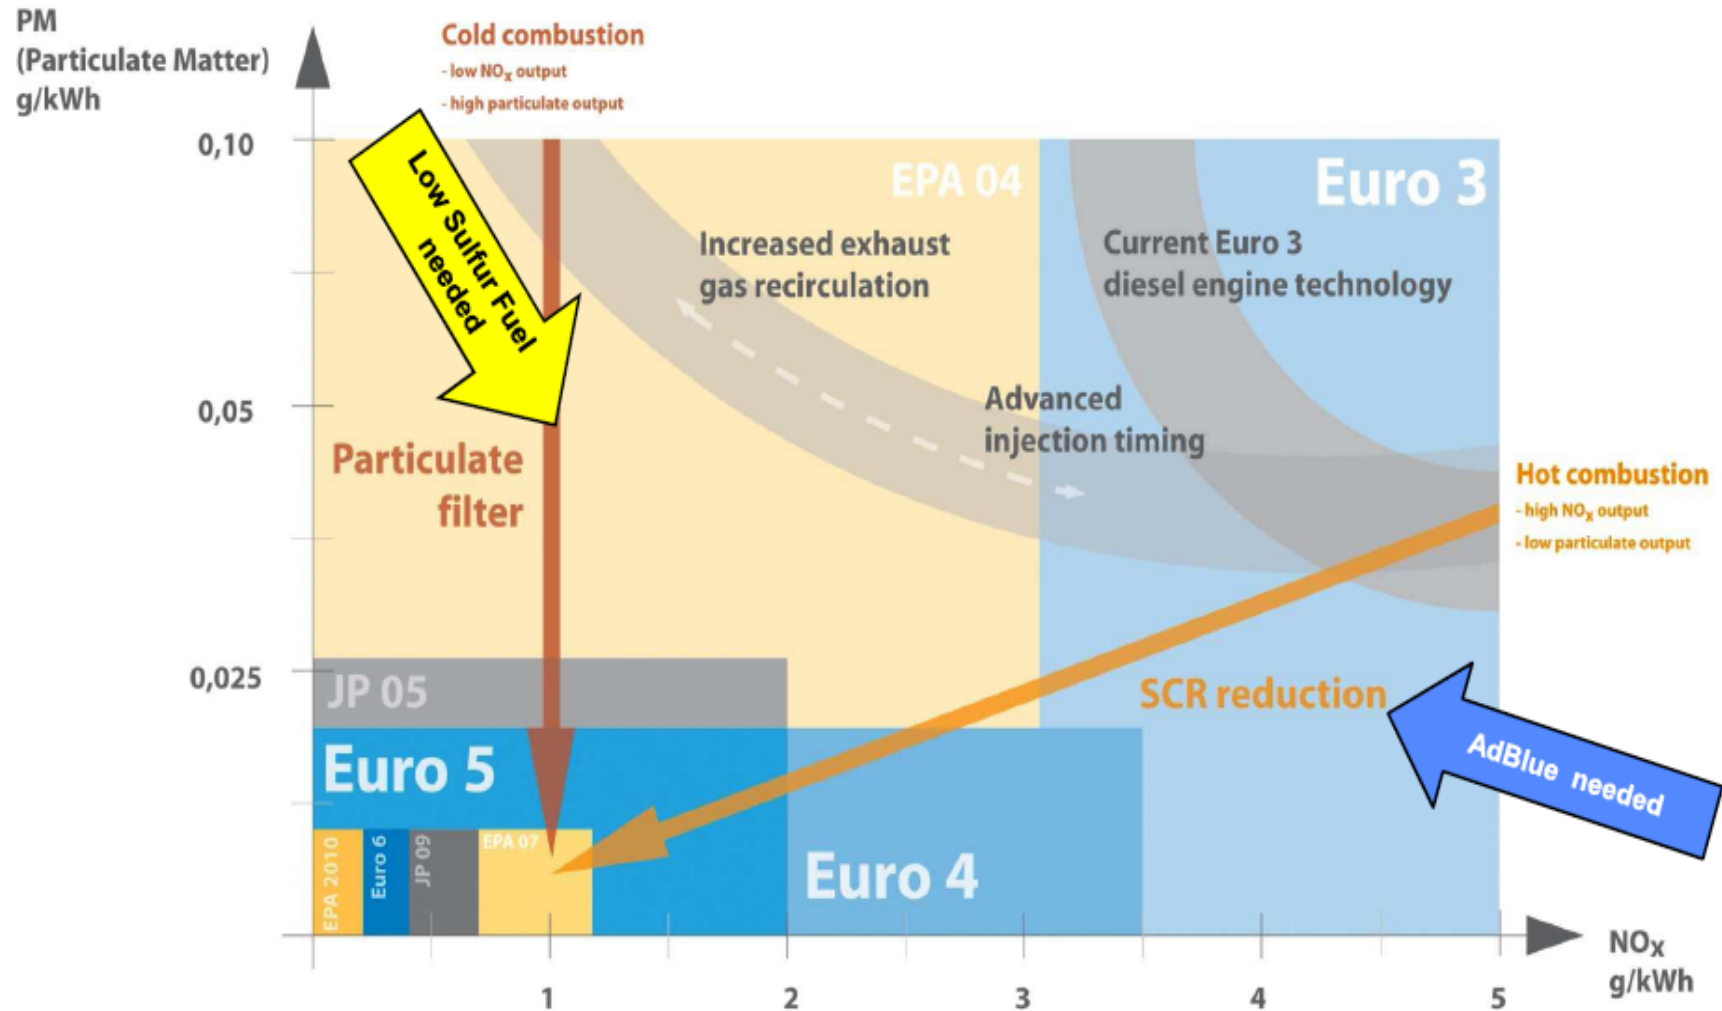 PM
(Particulate Matter)
g/kWh
Cold combustion
- low NOx output
- high particulate output
0,10
EPA 04
Euro 3
Low Sulfur Fuel
needed
Increased exhaust
gas recirculation
Current Euro 3
diesel engine technology
0,05
Advanced
injection timing
Particulate
filter
Hot combustion
- high NOx output
- low particulate output
0,025
JP 05
SCR reduction
AdBlue needed
Euro 5
EPA 2010
Euro 6
JP 09
EPA 07
Euro 4
NOx
g/kWh
1
2
3
4
5